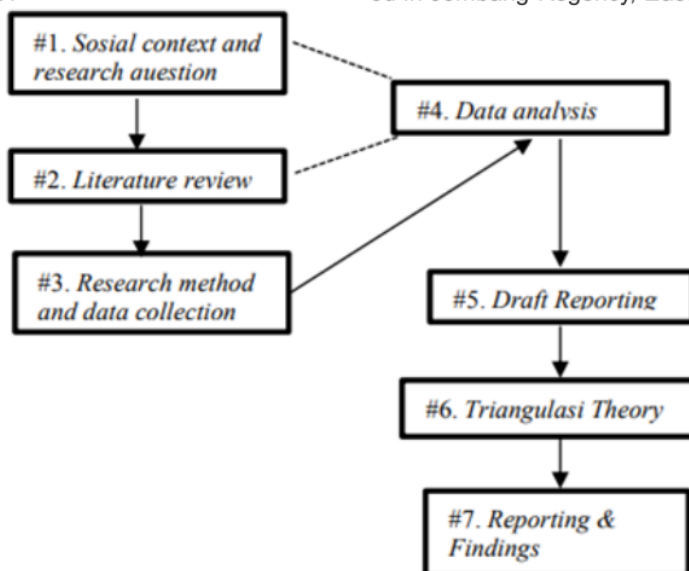 #1. Sosial context and
research auestion
#2. Literature review
#3. Research method
and data collection
#4. Data analysis
#5. Draft Reporting
#6. Triangulasi Theory
#7. Reporting &
Findings